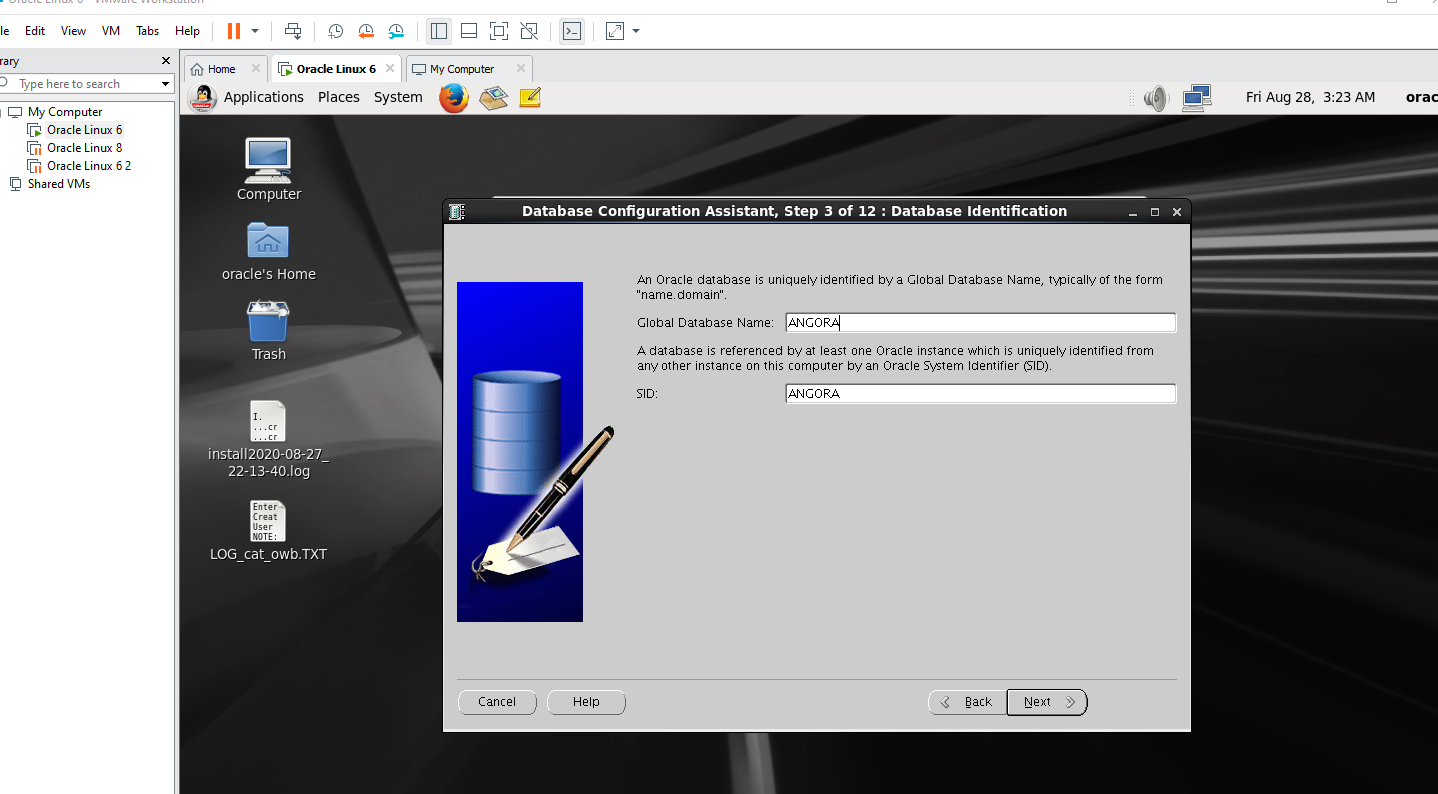 Oracle Linux 6 - VMware Workstation
le Edit View VM Tabs Help
rary
Type here to search
My Computer
Oracle Linux 6
Oracle Linux 8
Oracle Linux 6 2
Shared VMs
Home Oracle Linux 6 My Computer
Applications Places System Fri Aug 28, 3:23 AM orac
Computer
oracle's Home
Trash
I.
...cr
...cr
install2020-08-27_
22-13-40.log
Enter
Creat
User
NOTE:
LOG_cat_owb.TXT
Database Configuration Assistant, Step 3 of 12 : Database Identification
An Oracle database is uniquely identified by a Global Database Name, typically of the form
"name.domain".
Global Database Name: ANGORA
A database is referenced by at least one Oracle instance which is uniquely identified from
any other instance on this computer by an Oracle System Identifier (SID).
SID: ANGORA
Cancel Help Back Next